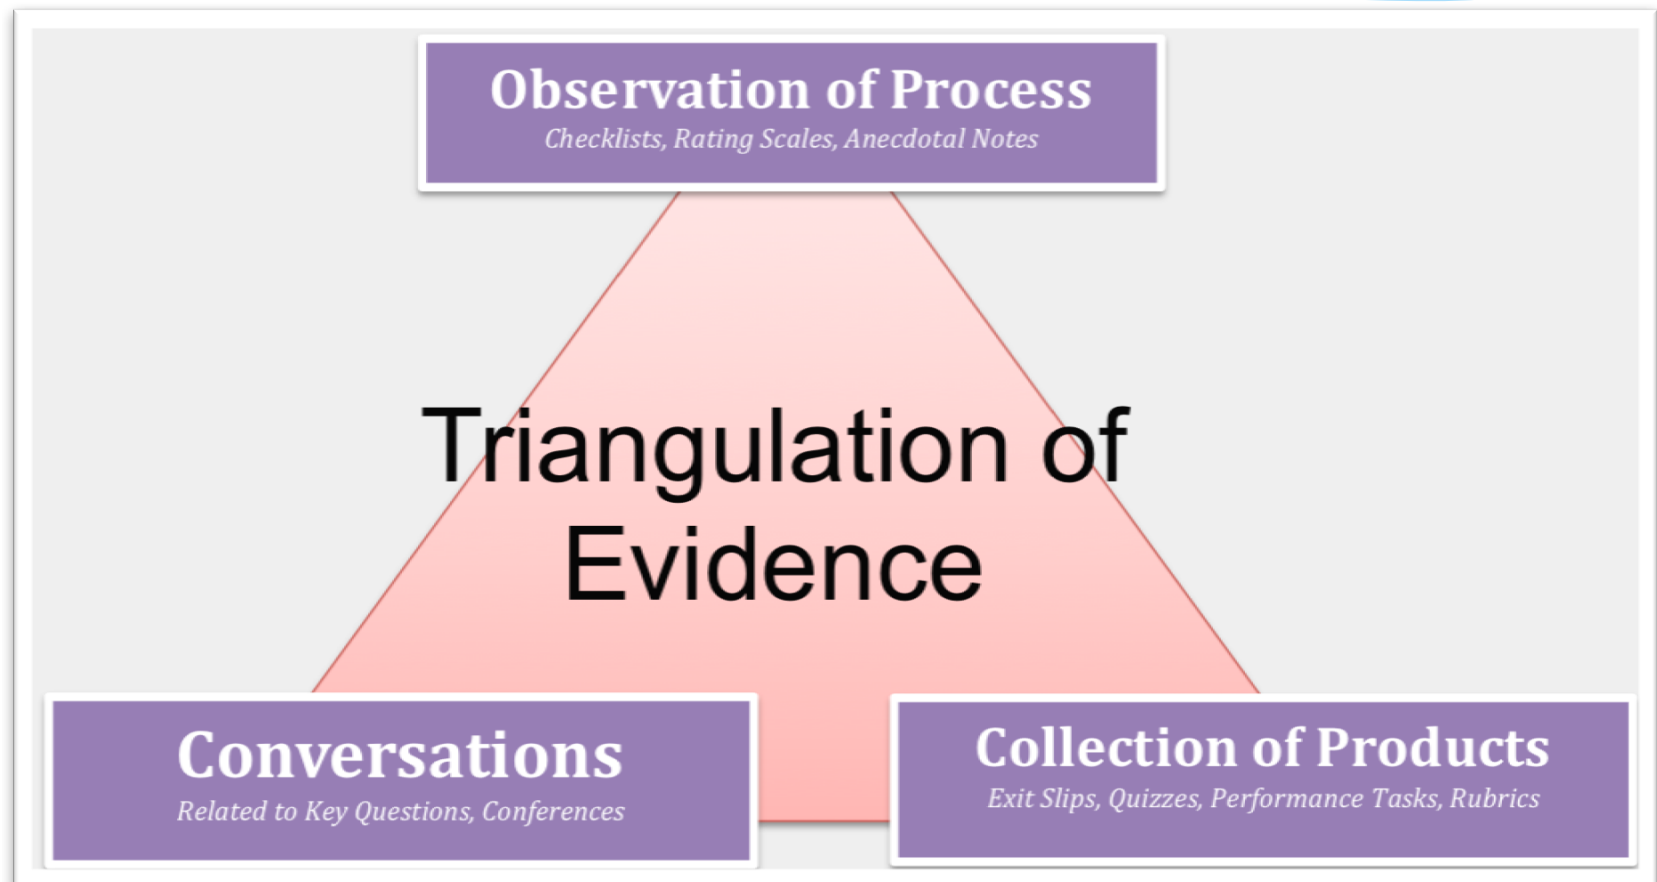 Observation of Process
Checklists, Rating Scales, Anecdotal Notes
Triangulation of
Evidence
Conversations
Related to Key Questions, Conferences
Collection of Products
Exit Slips, Quizzes, Performance Tasks, Rubrics